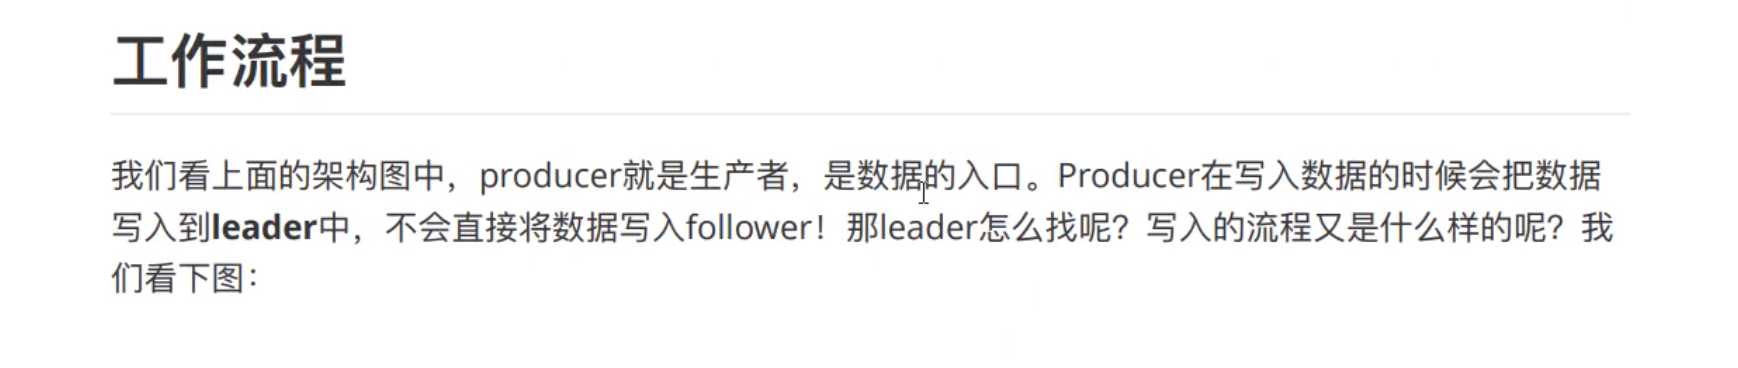 工作流程
我们看上面的架构图中，producer就是生产者，是数据的入口。Producer在写入数据的时候会把数据
写入到leader中，不会直接将数据写入follower！那leader怎么找呢？写入的流程又是什么样的呢？我
们看下图：